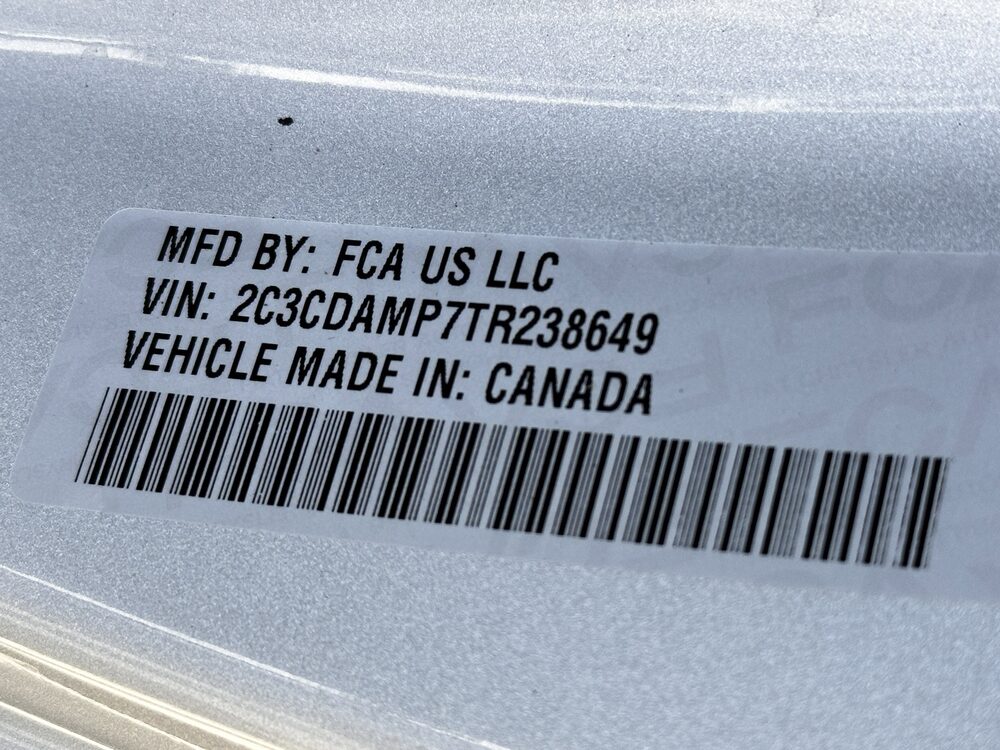 MFD BY: FCA US LLC
VIN: 2C3CDAMP7TR238649
VEHICLE MADE IN: CANADA